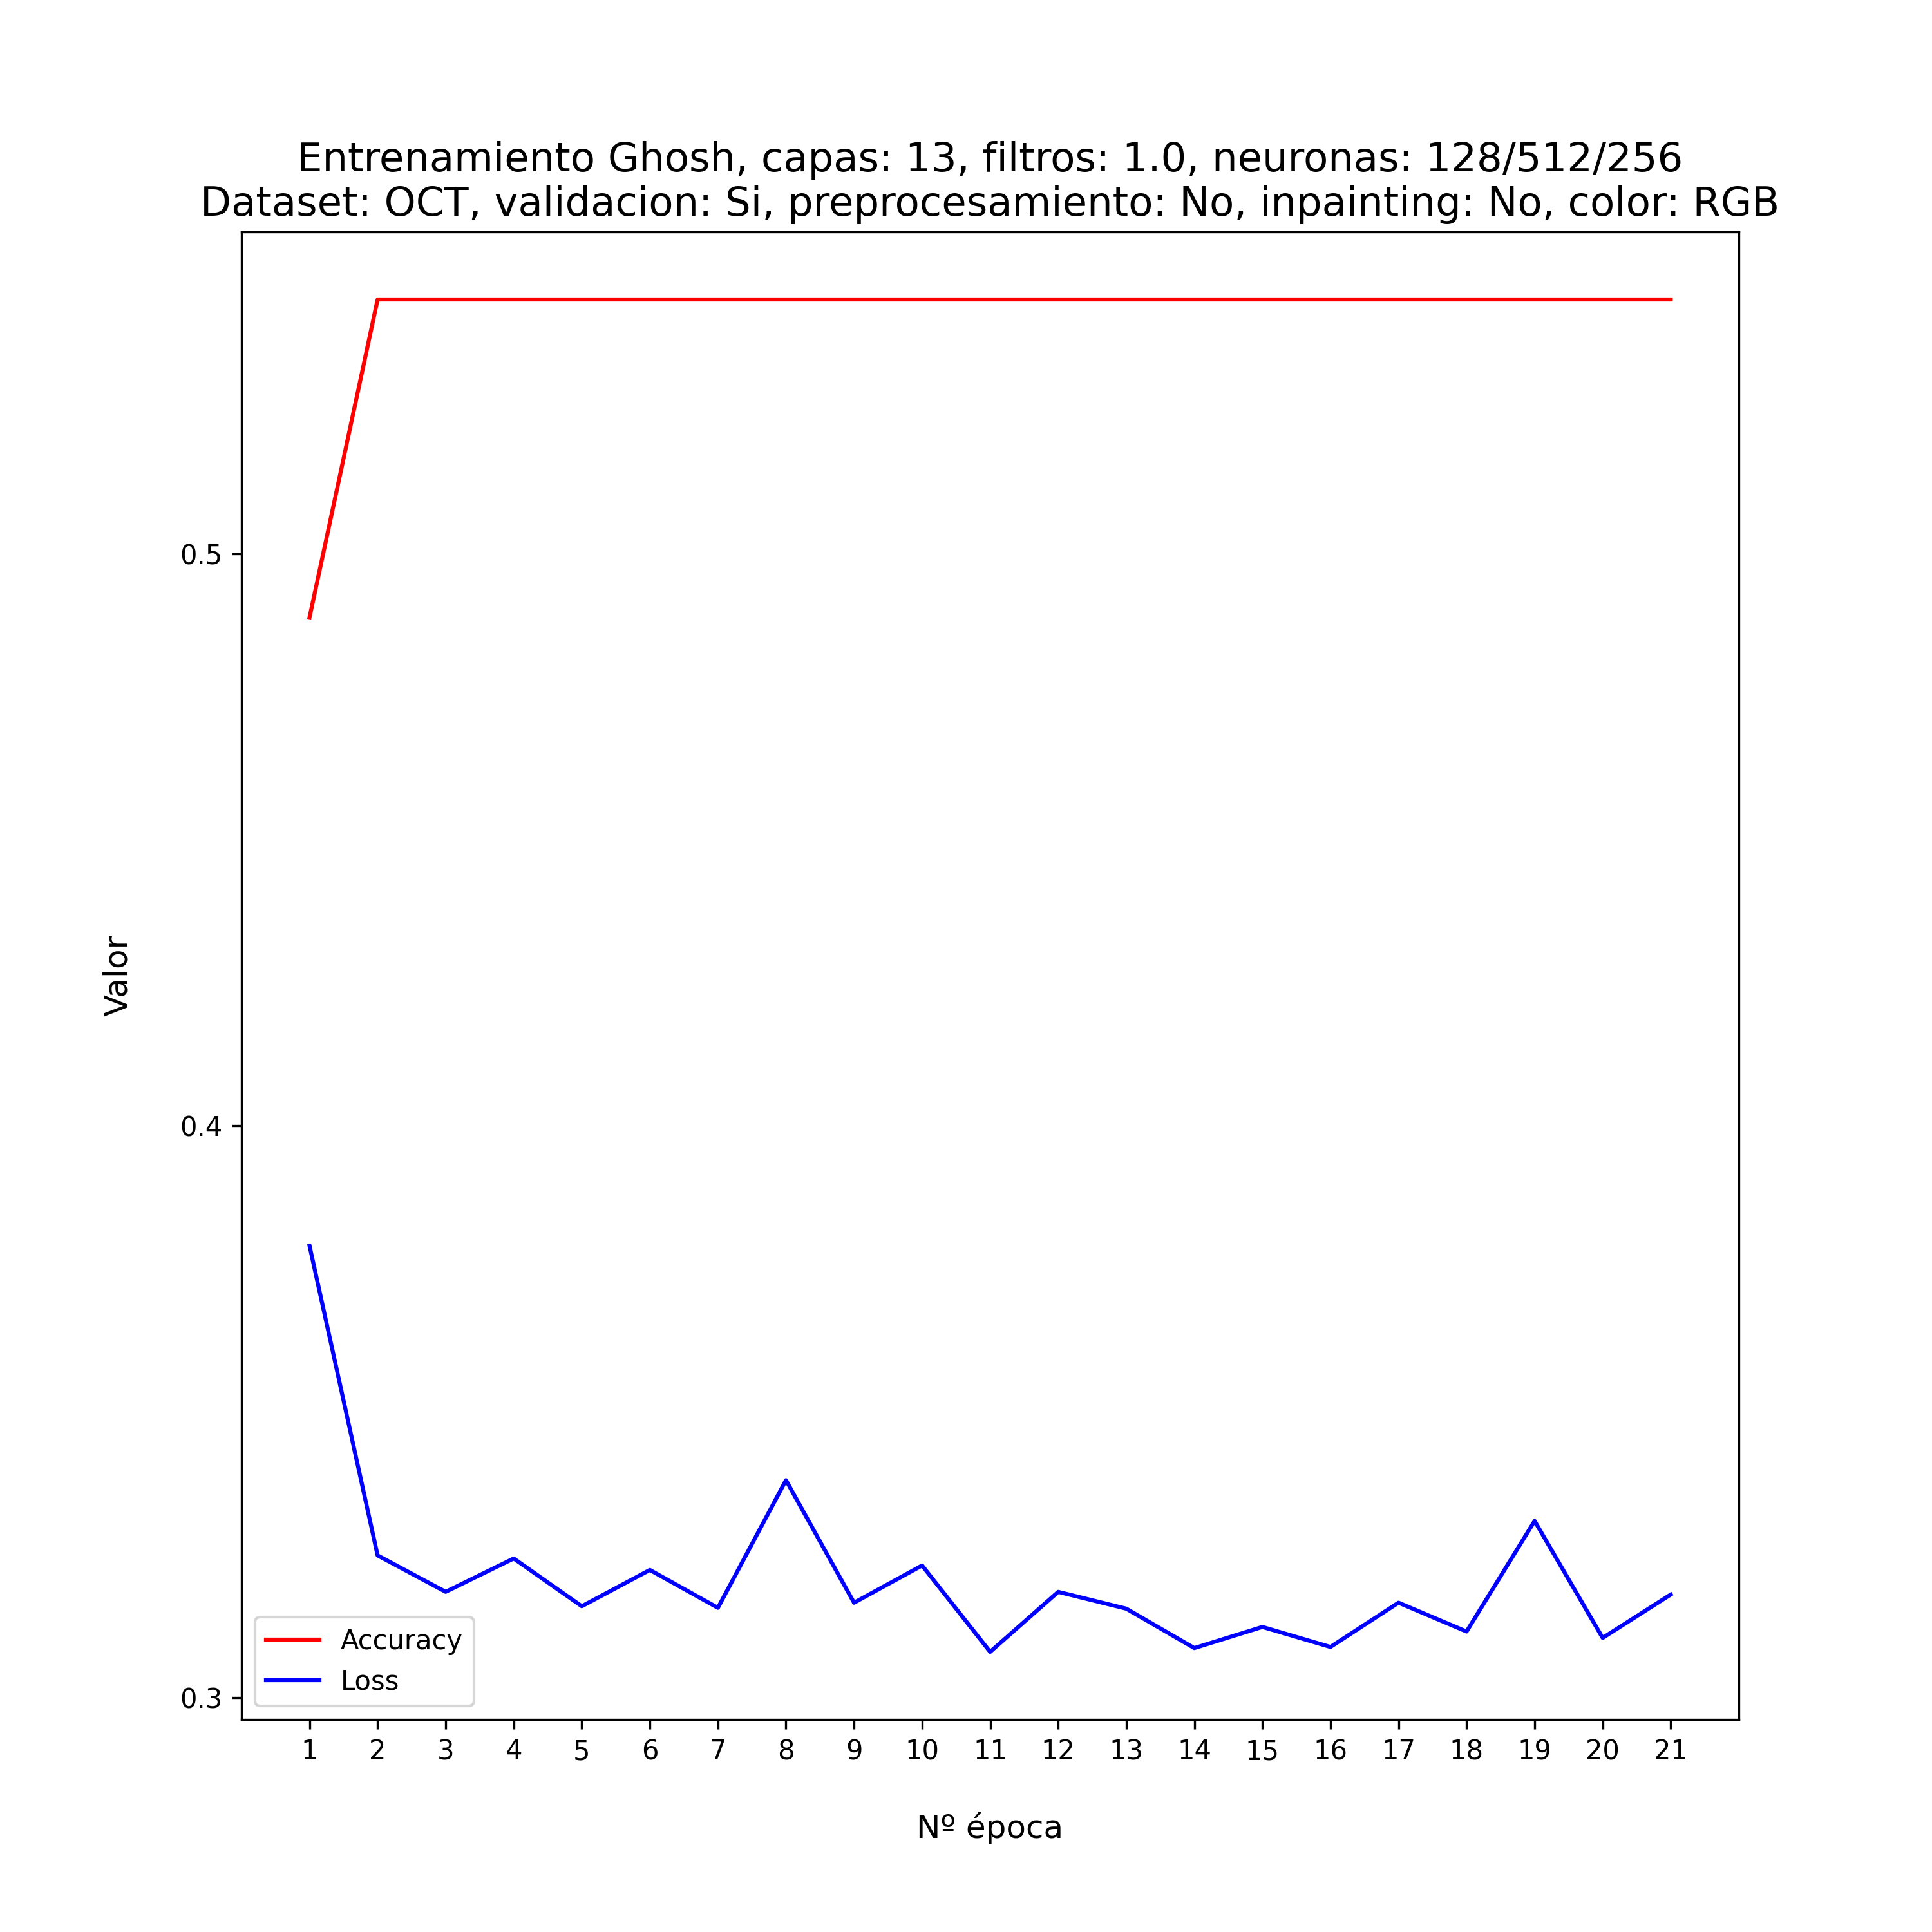 Entrenamiento Ghosh, capas: 13, filtros: 1.0, neuronas: 128/512/256
Dataset: OCT, validacion: Si, preprocesamiento: No, inpainting: No, color: RGB
0.5
0.4
0.3
Valor
Accuracy
Loss
1 2 3 4 5 6 7 8 9 10 11 12 13 14 15 16 17 18 19 20 21
Nº época